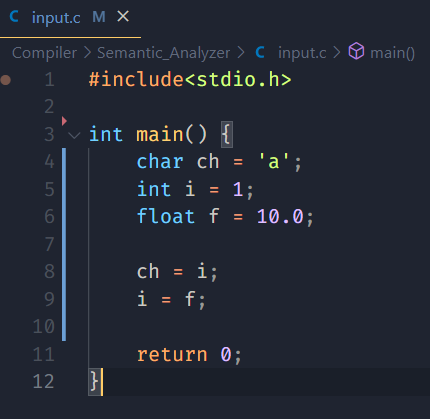 input.c M
Compiler > Semantic_Analyzer > input.c > main()
1 #include<stdio.h>
2
3 int main() {
4 char ch = 'a';
5 int i = 1;
6 float f = 10.0;
7
8 ch = i;
9 i = f;
10
11 return 0;
12 }